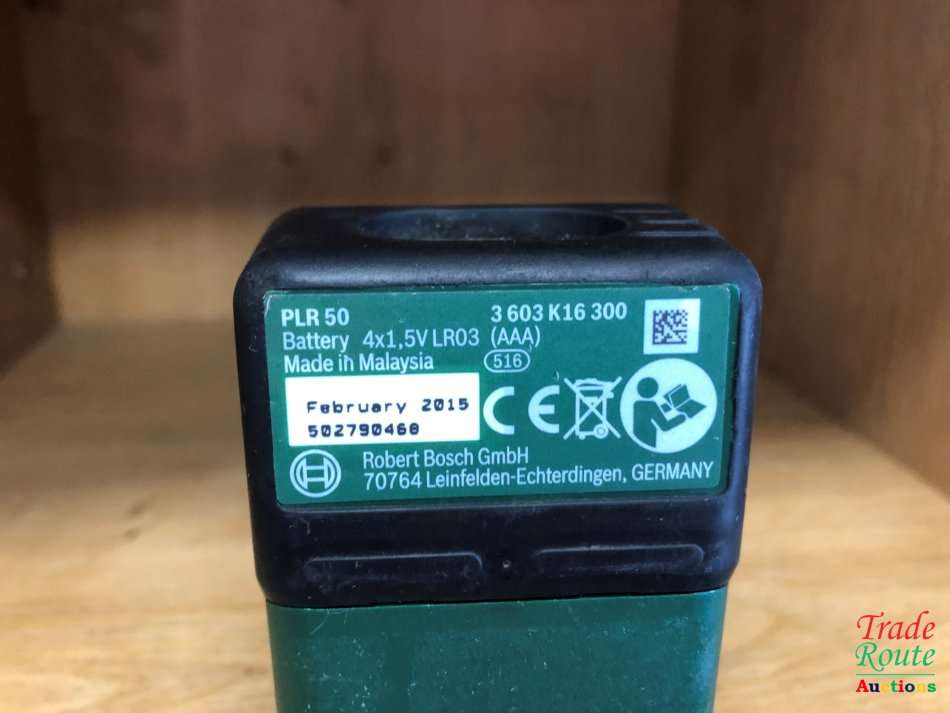 PLR 50
3 603 K16 300
Battery 4x1,5V LR03 (AAA)
Made in Malaysia
516
February 2015
502790468
CE
Robert Bosch GmbH
70764 Leinfelden-Echterdingen, GERMANY
Trade
Route
Auctions